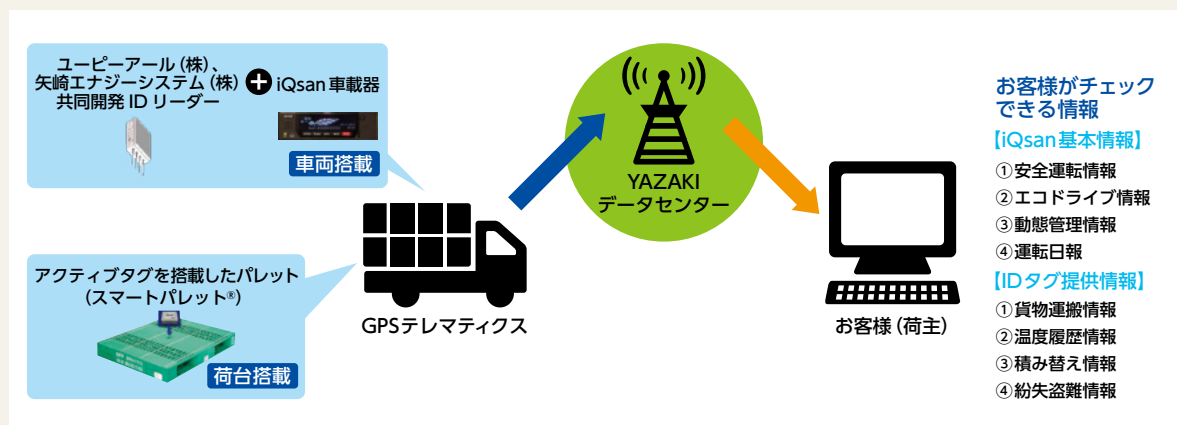 ユーピーアール(株)、
矢崎エナジーシステム(株)
共同開発 ID リーダー
iQsan 車載器
車両搭載
アクティブタグを搭載したパレット
(スマートパレット®)
荷台搭載
GPSテレマティクス
YAZAKI
データセンター
お客様(荷主)
お客様がチェック
できる情報
【iQsan基本情報】
①安全運転情報
②エコドライブ情報
③動態管理情報
④運転日報
【IDタグ提供情報】
①貨物運搬情報
②温度履歴情報
③積み替え情報
④紛失盗難情報